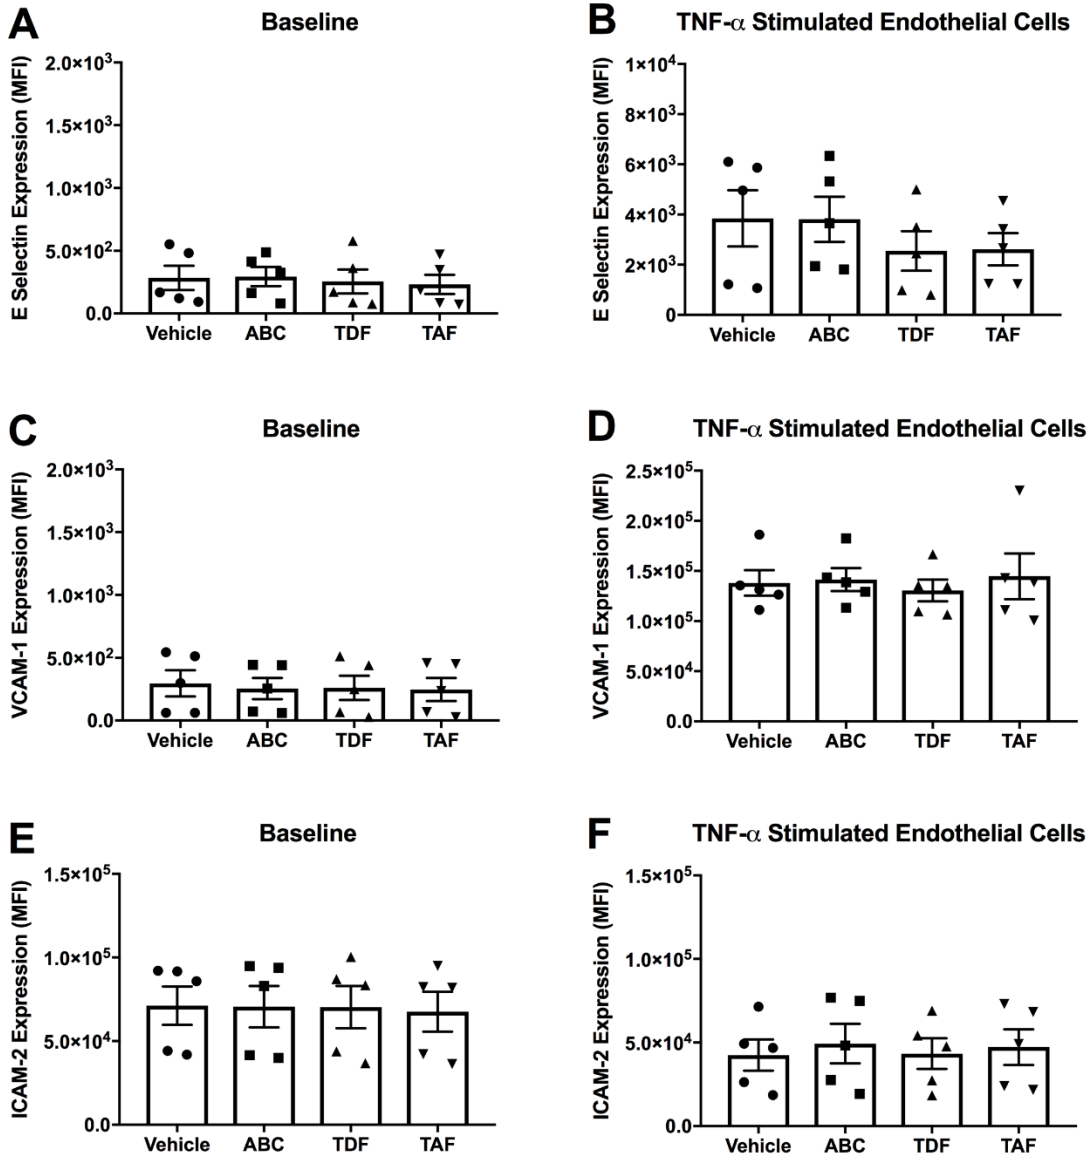 A
Baseline
E Selectin Expression (MFI)
2.0×10³
1.5×10³
1.0×10³
5.0×10²
0.0
Vehicle ABC TDF TAF
B
TNF-α Stimulated Endothelial Cells
E Selectin Expression (MFI)
1×10⁴
8×10³
6×10³
4×10³
2×10³
0
Vehicle ABC TDF TAF
C
Baseline
VCAM-1 Expression (MFI)
2.0×10³
1.5×10³
1.0×10³
5.0×10²
0.0
Vehicle ABC TDF TAF
D
TNF-α Stimulated Endothelial Cells
VCAM-1 Expression (MFI)
2.5×10⁵
2.0×10⁵
1.5×10⁵
1.0×10⁵
5.0×10⁴
0.0
Vehicle ABC TDF TAF
E
Baseline
ICAM-2 Expression (MFI)
1.5×10⁵
1.0×10⁵
5.0×10⁴
0.0
Vehicle ABC TDF TAF
F
TNF-α Stimulated Endothelial Cells
ICAM-2 Expression (MFI)
1.5×10⁵
1.0×10⁵
5.0×10⁴
0.0
Vehicle ABC TDF TAF